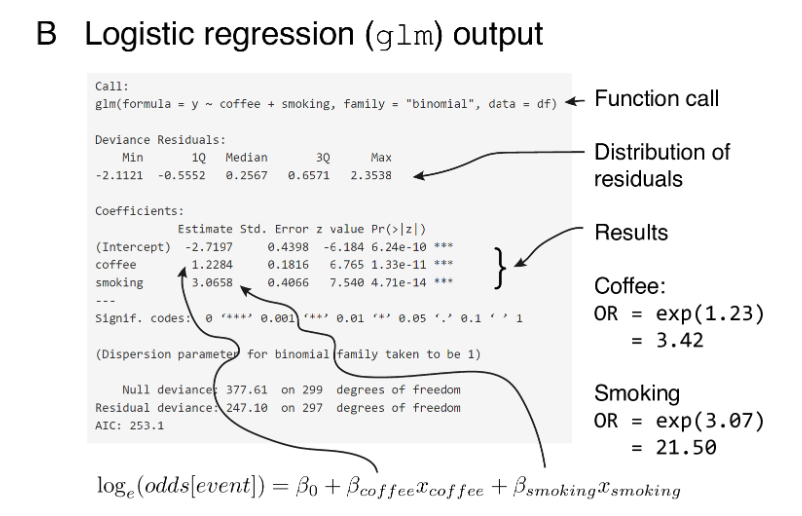 B Logistic regression (glm) output
Call:
glm(formula = y ~ coffee + smoking, family = "binomial", data = df)
Function call
Deviance Residuals:
Min 1Q Median 3Q Max
-2.1121 -0.5552 0.2567 0.6571 2.3538
Distribution of
residuals
Coefficients:
Estimate Std. Error z value Pr(>|z|)
(Intercept) -2.7197 0.4398 -6.184 6.24e-10 ***
coffee 1.2284 0.1816 6.765 1.33e-11 ***
smoking 3.0658 0.4066 7.540 4.71e-14 ***
---
Signif. codes: 0 ‘***’ 0.001 ‘**’ 0.01 ‘*’ 0.05 ‘.’ 0.1 ‘ ’ 1
(Dispersion parameter for binomial family taken to be 1)
Null deviance: 377.61 on 299 degrees of freedom
Residual deviance: 247.10 on 297 degrees of freedom
AIC: 253.1
}
Results
Coffee:
OR = exp(1.23)
= 3.42
Smoking
OR = exp(3.07)
= 21.50
logₑ(odds[event]) = β₀ + β_coffee x_coffee + β_smoking x_smoking